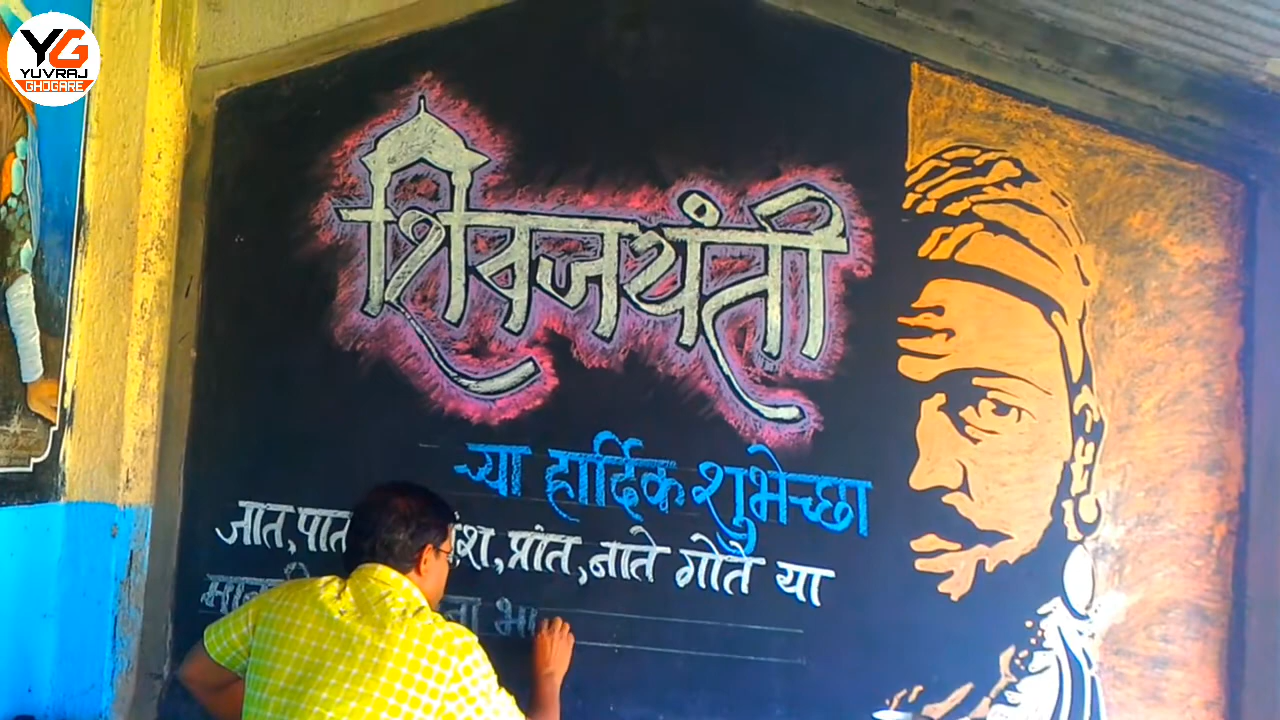 YG
YUVRAJ
GHOGARE
शिवजयंती
च्या हार्दिक शुभेच्छा
जात,पात वंश,प्रांत,नाते गोते या
भा